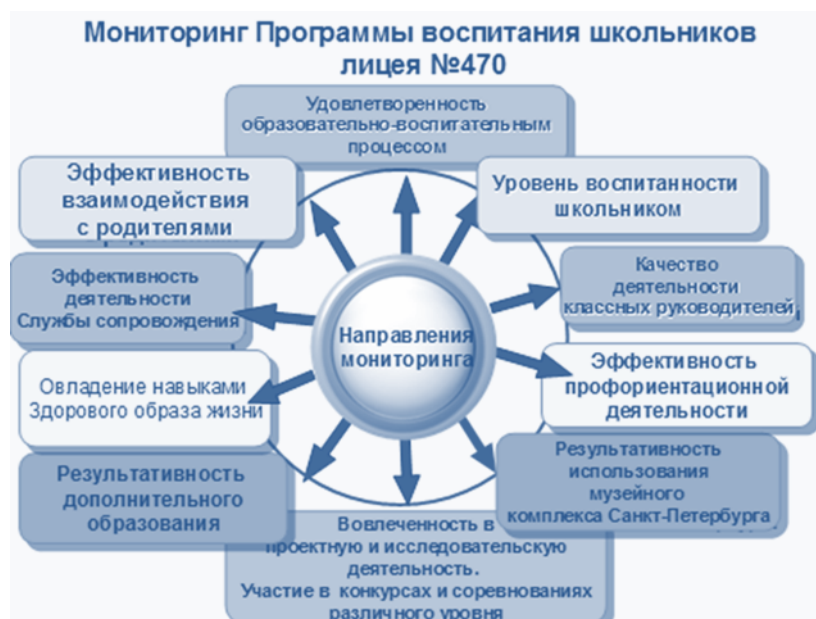 Мониторинг Программы воспитания школьников
лицея №470
Удовлетворенность
образовательно-воспитательным
процессом
Эффективность
взаимодействия
с родителями
Уровень воспитанности
школьником
Эффективность
деятельности
Службы сопровождения
Качество
деятельности
классных руководителей
Направления
мониторинга
Овладение навыками
Здорового образа жизни
Эффективность
профориентационной
деятельности
Результативность
дополнительного
образования
Результативность
использования
музейного
комплекса Санкт-Петербурга
Вовлеченность в
проектную и исследовательскую
деятельность.
Участие в конкурсах и соревнованиях
различного уровня